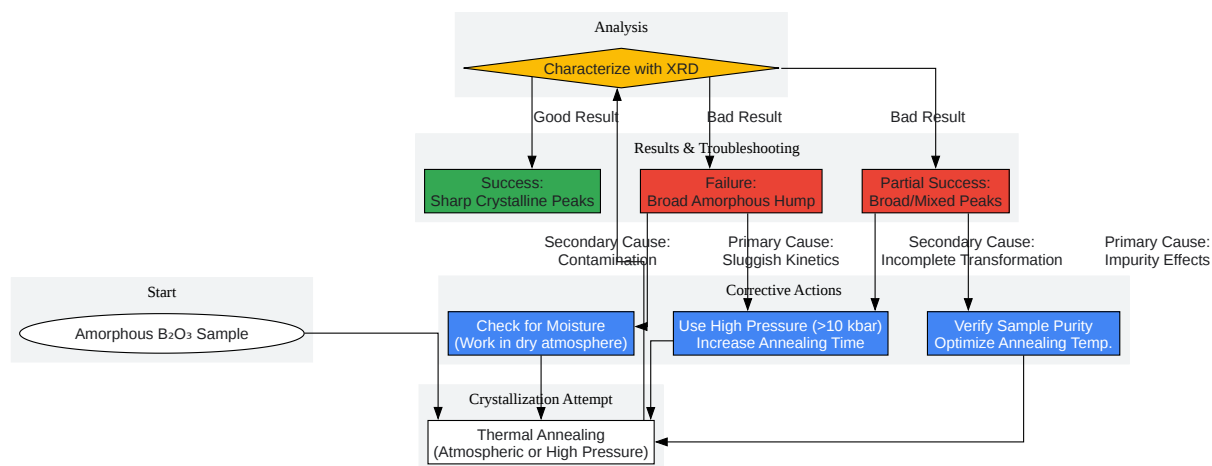 Analysis
Characterize with XRD
Good Result
Bad Result
Bad Result
Results & Troubleshooting
Success:
Sharp Crystalline Peaks
Failure:
Broad Amorphous Hump
Partial Success:
Broad/Mixed Peaks
Secondary Cause:
Contamination
Primary Cause:
Sluggish Kinetics
Secondary Cause:
Incomplete Transformation
Primary Cause:
Impurity Effects
Start
Amorphous B₂O₃ Sample
Corrective Actions
Check for Moisture
(Work in dry atmosphere)
Use High Pressure (>10 kbar)
Increase Annealing Time
Verify Sample Purity
Optimize Annealing Temp.
Crystallization Attempt
Thermal Annealing
(Atmospheric or High Pressure)